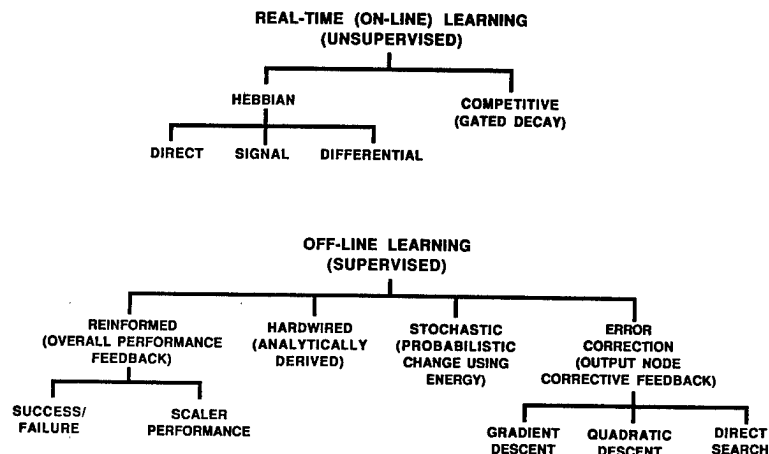 REAL-TIME (ON-LINE) LEARNING
(UNSUPERVISED)
HEBBIAN
COMPETITIVE
(GATED DECAY)
DIRECT
SIGNAL
DIFFERENTIAL
OFF-LINE LEARNING
(SUPERVISED)
REINFORMED
(OVERALL PERFORMANCE
FEEDBACK)
HARDWIRED
(ANALYTICALLY
DERIVED)
STOCHASTIC
(PROBABILISTIC
CHANGE USING
ENERGY)
ERROR
CORRECTION
(OUTPUT NODE
CORRECTIVE FEEDBACK)
SUCCESS/
FAILURE
SCALER
PERFORMANCE
GRADIENT
DESCENT
QUADRATIC
DESCENT
DIRECT
SEARCH